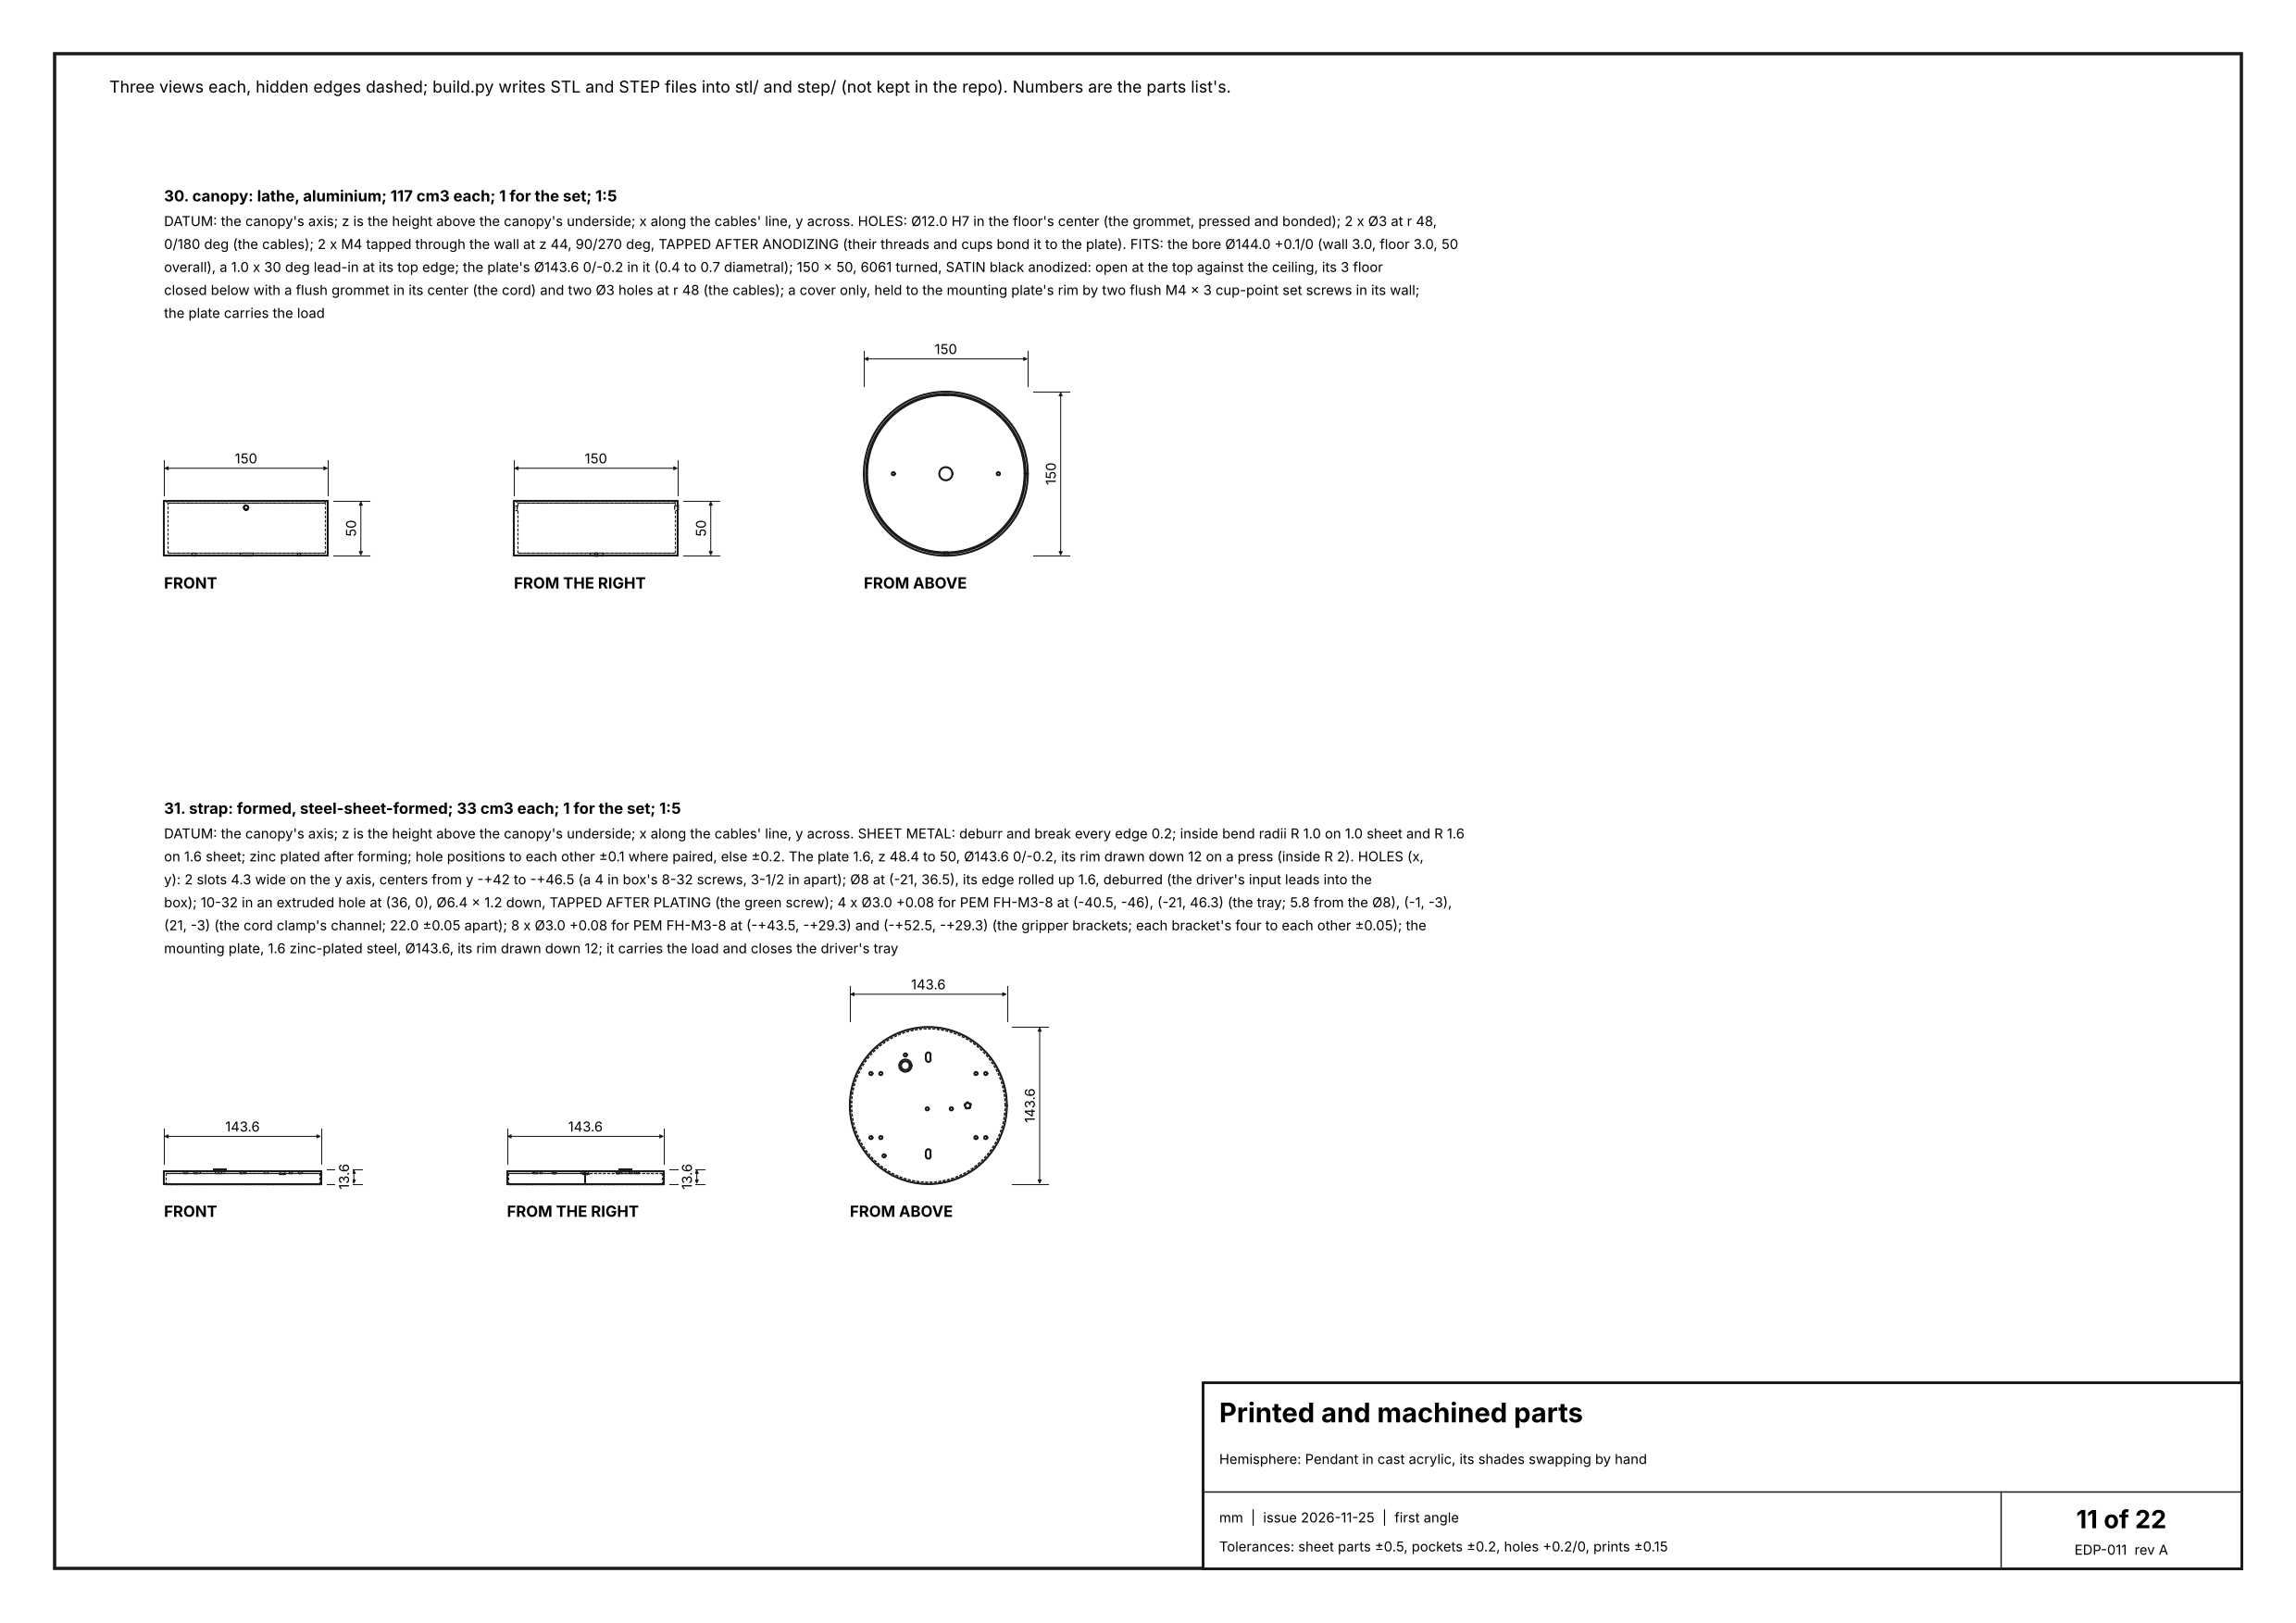 Three views each, hidden edges dashed; build.py writes STL and STEP files into stl/ and step/ (not kept in the repo). Numbers are the parts list's.
30. canopy: lathe, aluminium; 117 cm3 each; 1 for the set; 1:5
DATUM: the canopy's axis; z is the height above the canopy's underside; x along the cables' line, y across. HOLES: Ø12.0 H7 in the floor's center (the grommet, pressed and bonded); 2 x Ø3 at r 48,
0/180 deg (the cables); 2 x M4 tapped through the wall at z 44, 90/270 deg, TAPPED AFTER ANODIZING (their threads and cups bond it to the plate). FITS: the bore Ø144.0 +0.1/0 (wall 3.0, floor 3.0, 50
overall), a 1.0 x 30 deg lead-in at its top edge; the plate's Ø143.6 0/-0.2 in it (0.4 to 0.7 diametral); 150 × 50, 6061 turned, SATIN black anodized: open at the top against the ceiling, its 3 floor
closed below with a flush grommet in its center (the cord) and two Ø3 holes at r 48 (the cables); a cover only, held to the mounting plate's rim by two flush M4 × 3 cup-point set screws in its wall;
the plate carries the load
150
150
150
150
50
50
FRONT
FROM THE RIGHT
FROM ABOVE
31. strap: formed, steel-sheet-formed; 33 cm3 each; 1 for the set; 1:5
DATUM: the canopy's axis; z is the height above the canopy's underside; x along the cables' line, y across. SHEET METAL: deburr and break every edge 0.2; inside bend radii R 1.0 on 1.0 sheet and R 1.6
on 1.6 sheet; zinc plated after forming; hole positions to each other ±0.1 where paired, else ±0.2. The plate 1.6, z 48.4 to 50, Ø143.6 0/-0.2, its rim drawn down 12 on a press (inside R 2). HOLES (x,
y): 2 slots 4.3 wide on the y axis, centers from y -+42 to -+46.5 (a 4 in box's 8-32 screws, 3-1/2 in apart); Ø8 at (-21, 36.5), its edge rolled up 1.6, deburred (the driver's input leads into the
box); 10-32 in an extruded hole at (36, 0), Ø6.4 × 1.2 down, TAPPED AFTER PLATING (the green screw); 4 x Ø3.0 +0.08 for PEM FH-M3-8 at (-40.5, -46), (-21, 46.3) (the tray; 5.8 from the Ø8), (-1, -3),
(21, -3) (the cord clamp's channel; 22.0 ±0.05 apart); 8 x Ø3.0 +0.08 for PEM FH-M3-8 at (-+43.5, -+29.3) and (-+52.5, -+29.3) (the gripper brackets; each bracket's four to each other ±0.05); the
mounting plate, 1.6 zinc-plated steel, Ø143.6, its rim drawn down 12; it carries the load and closes the driver's tray
143.6
143.6
143.6
143.6
13.6
13.6
FRONT
FROM THE RIGHT
FROM ABOVE
Printed and machined parts
Hemisphere: Pendant in cast acrylic, its shades swapping by hand
mm | issue 2026-11-25 | first angle
Tolerances: sheet parts ±0.5, pockets ±0.2, holes +0.2/0, prints ±0.15
11 of 22
EDP-011 rev A